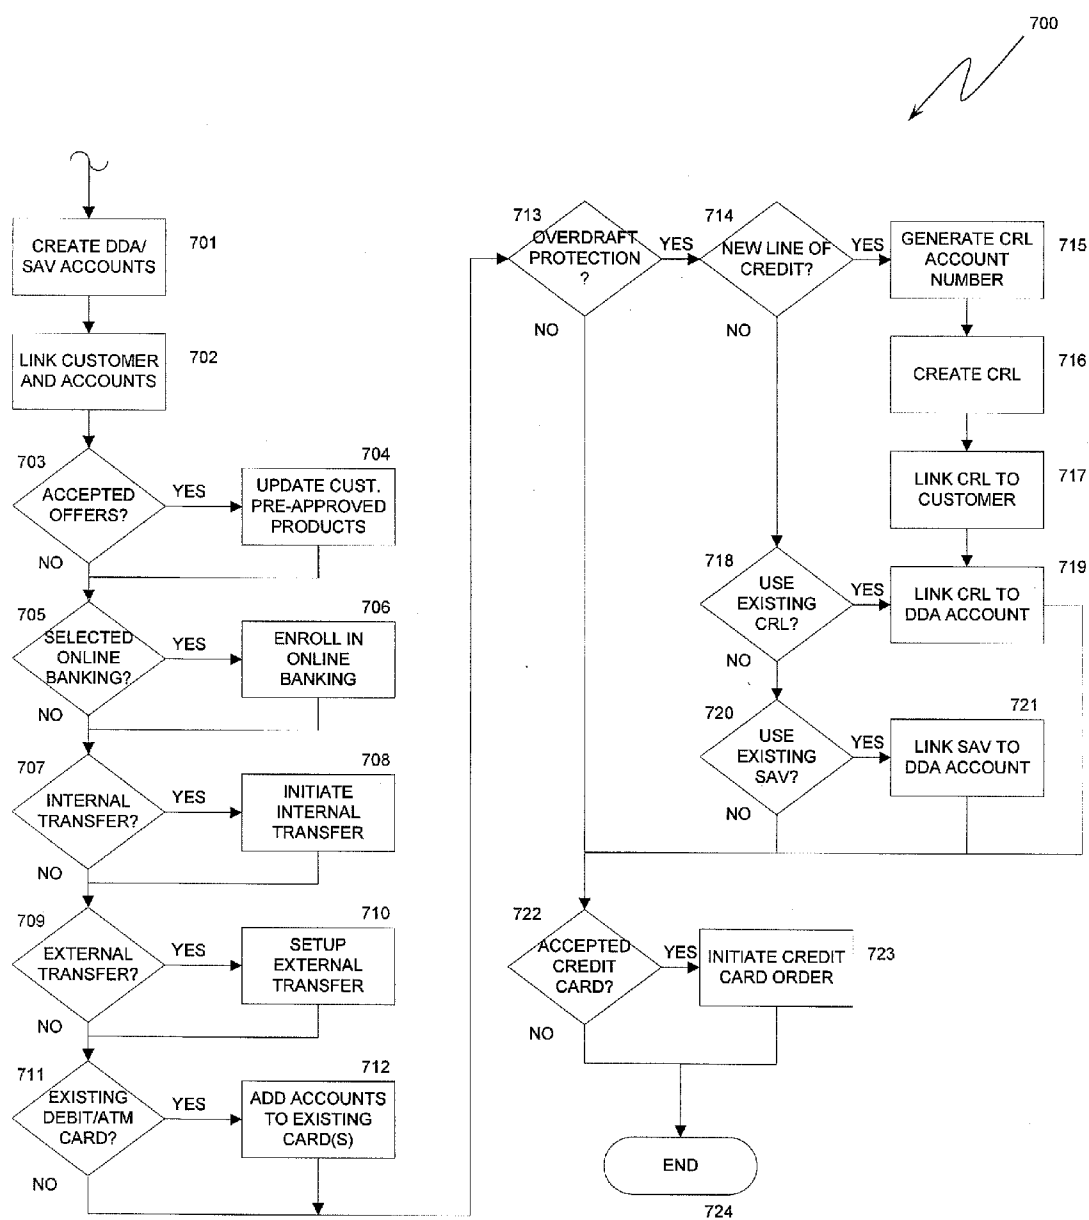 700
CREATE DDA/
SAV ACCOUNTS
701
LINK CUSTOMER
AND ACCOUNTS
702
703
ACCEPTED
OFFERS?
YES
NO
704
UPDATE CUST.
PRE-APPROVED
PRODUCTS
705
SELECTED
ONLINE
BANKING?
YES
NO
706
ENROLL IN
ONLINE
BANKING
707
INTERNAL
TRANSFER?
YES
NO
708
INITIATE
INTERNAL
TRANSFER
709
EXTERNAL
TRANSFER?
YES
NO
710
SETUP
EXTERNAL
TRANSFER
711
EXISTING
DEBIT/ATM
CARD?
YES
NO
712
ADD ACCOUNTS
TO EXISTING
CARD(S)
713
OVERDRAFT
PROTECTION
?
YES
NO
714
NEW LINE OF
CREDIT?
YES
NO
GENERATE CRL
ACCOUNT
NUMBER
715
CREATE CRL
716
LINK CRL TO
CUSTOMER
717
718
USE
EXISTING
CRL?
YES
NO
719
LINK CRL TO
DDA ACCOUNT
720
USE
EXISTING
SAV?
YES
NO
721
LINK SAV TO
DDA ACCOUNT
722
ACCEPTED
CREDIT
CARD?
YES
NO
INITIATE CREDIT
CARD ORDER
723
END
724